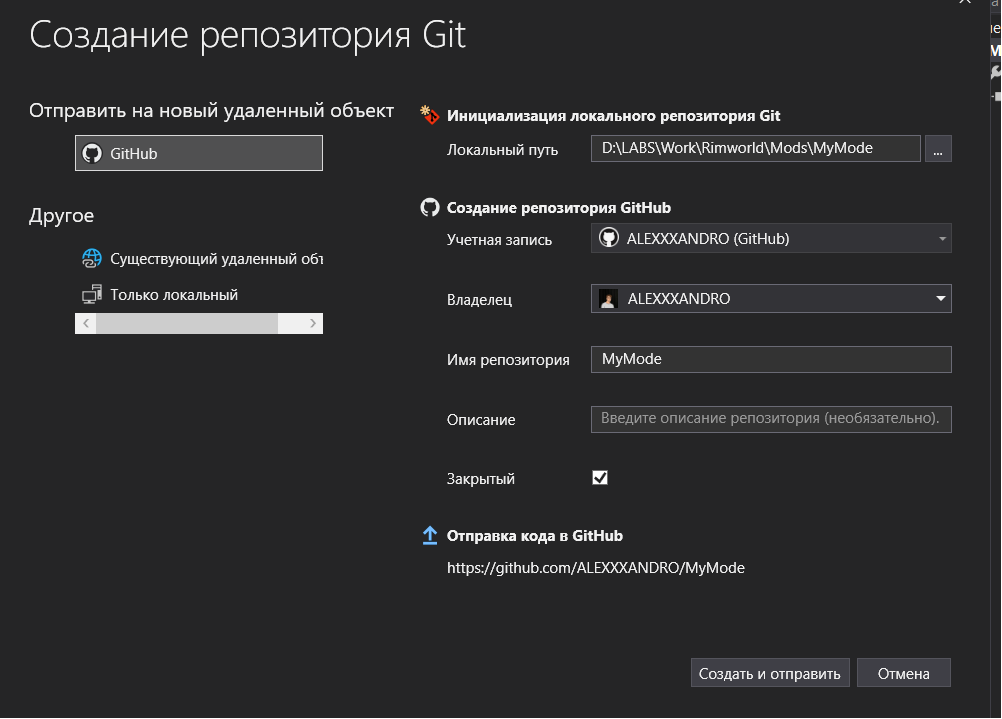 Создание репозитория Git
Отправить на новый удаленный объект
GitHub
Другое
Существующий удаленный объ
Только локальный
Инициализация локального репозитория Git
Локальный путь
D:\LABS\Work\Rimworld\Mods\MyMode
...
Создание репозитория GitHub
Учетная запись
ALEXXXANDRO (GitHub)
Владелец
ALEXXXANDRO
Имя репозитория
MyMode
Описание
Введите описание репозитория (необязательно).
Закрытый
Отправка кода в GitHub
https://github.com/ALEXXXANDRO/MyMode
Создать и отправить
Отмена